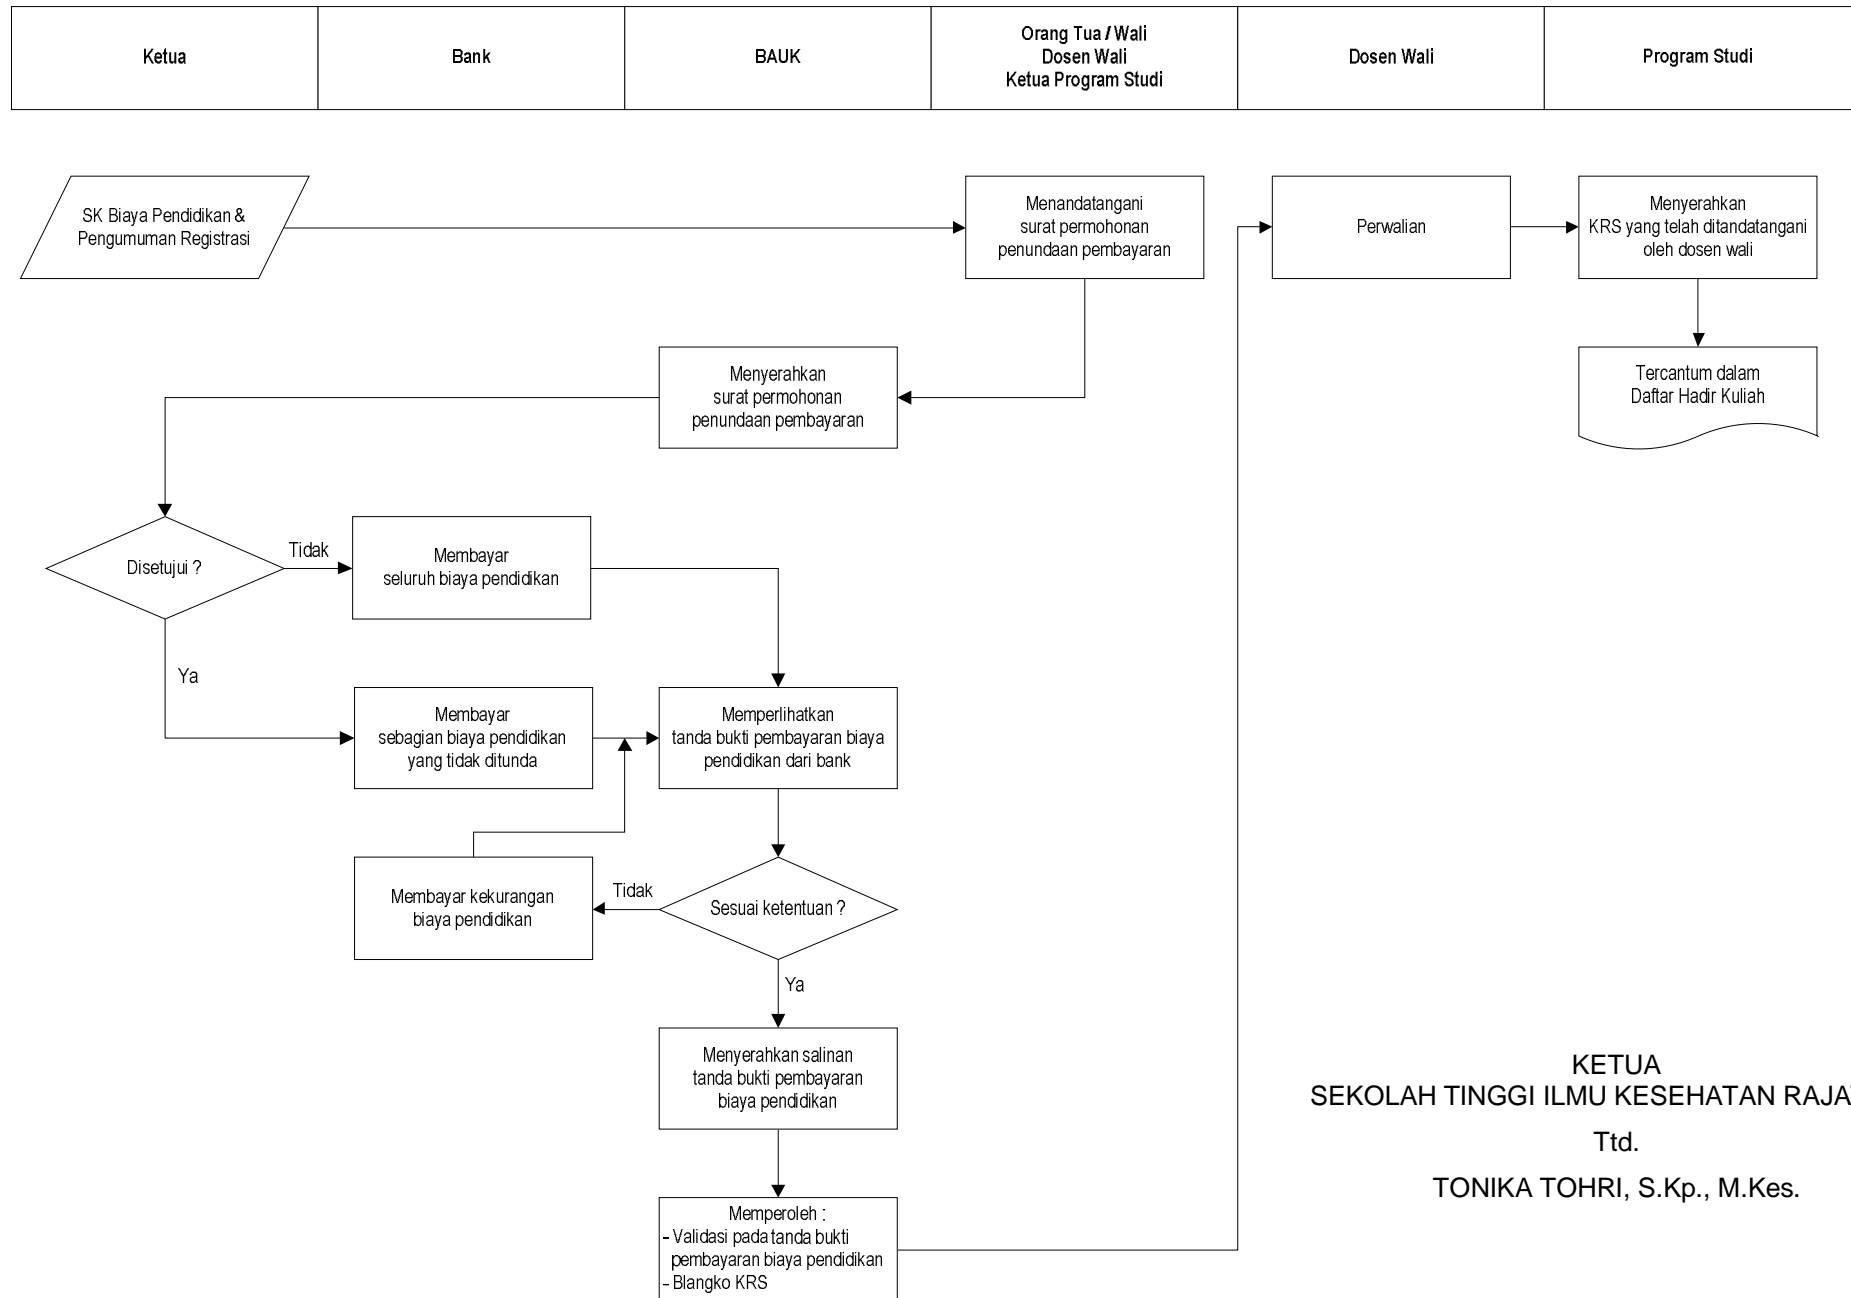 Ketua
Bank
BAUK
Orang Tua / Wali
Dosen Wali
Ketua Program Studi
Dosen Wali
Program Studi
SK Biaya Pendidikan &
Pengumuman Registrasi
Menandatangani
surat permohonan
penundaan pembayaran
Perwalian
Menyerahkan
KRS yang telah ditandatangani
oleh dosen wali
Menyerahkan
surat permohonan
penundaan pembayaran
Tercantum dalam
Daftar Hadir Kuliah
Disetujui ?
Tidak
Membayar
seluruh biaya pendidikan
Ya
Membayar
sebagian biaya pendidikan
yang tidak ditunda
Memperlihatkan
tanda bukti pembayaran biaya
pendidikan dari bank
Membayar kekurangan
biaya pendidikan
Tidak
Sesuai ketentuan ?
Ya
Menyerahkan salinan
tanda bukti pembayaran
biaya pendidikan
Memperoleh :
- Validasi pada tanda bukti
pembayaran biaya pendidikan
- Blangko KRS
KETUA
SEKOLAH TINGGI ILMU KESEHATAN
Ttd.
TONIKA TOHRI, S.Kp., M.Kes.